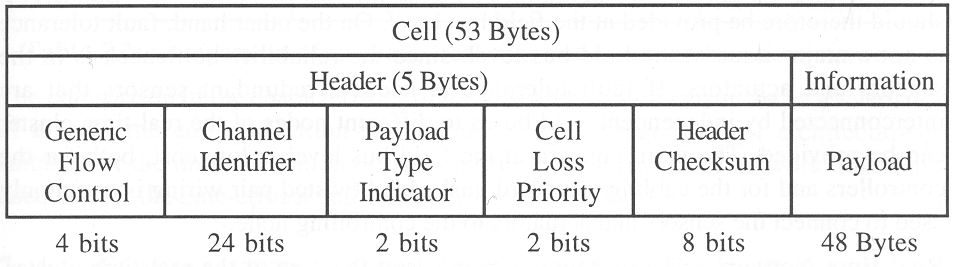 Cell (53 Bytes)
Header (5 Bytes) Information
Generic Channel Payload Cell Header
Flow Identifier Type Loss Checksum Payload
Control Indicator Priority
4 bits 24 bits 2 bits 2 bits 8 bits 48 Bytes